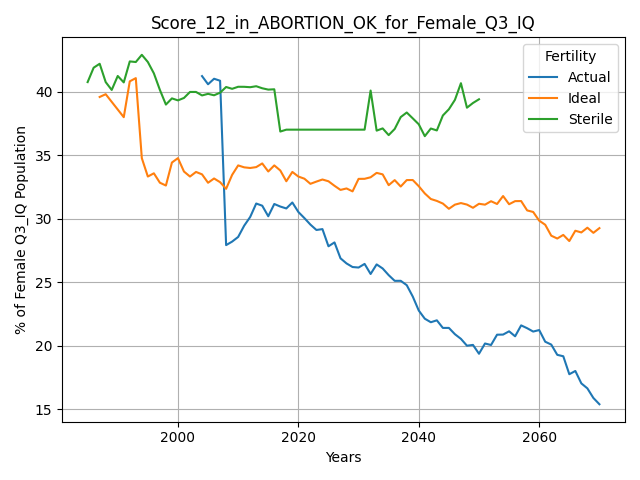 Score_12_in_ABORTION_OK_for_Female_Q3_IQ
% of Female Q3_IQ Population
40
35
30
25
20
15
Fertility
Actual
Ideal
Sterile
2000
2020
2040
2060
Years